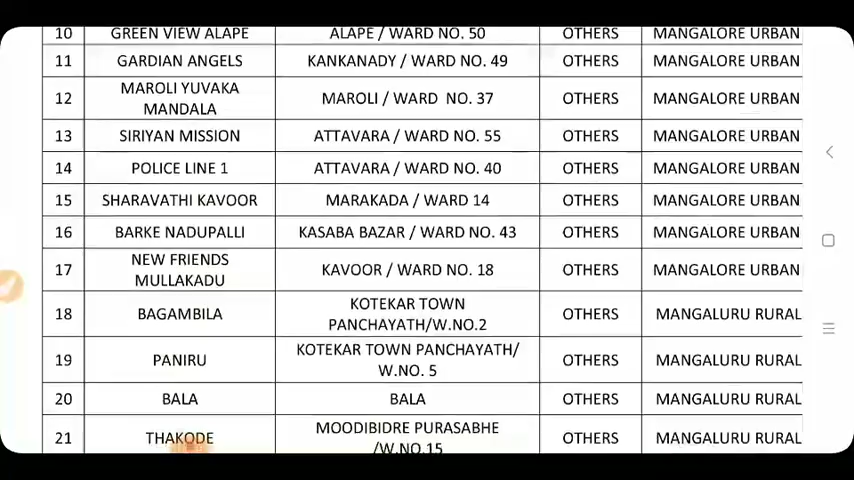 10 GREEN VIEW ALAPE ALAPE / WARD NO. 50 OTHERS MANGALORE URBAN
11 GARDIAN ANGELS KANKANADY / WARD NO. 49 OTHERS MANGALORE URBAN
12 MAROLI YUVAKA MANDALA MAROLI / WARD NO. 37 OTHERS MANGALORE URBAN
13 SIRIYAN MISSION ATTAVARA / WARD NO. 55 OTHERS MANGALORE URBAN
14 POLICE LINE 1 ATTAVARA / WARD NO. 40 OTHERS MANGALORE URBAN
15 SHARAVATHI KAVOOR MARAKADA / WARD 14 OTHERS MANGALORE URBAN
16 BARKE NADUPALLI KASABA BAZAR / WARD NO. 43 OTHERS MANGALORE URBAN
17 NEW FRIENDS MULLAKADU KAVOOR / WARD NO. 18 OTHERS MANGALORE URBAN
18 BAGAMBILA KOTEKAR TOWN PANCHAYATH/W.NO.2 OTHERS MANGALURU RURAL
19 PANIRU KOTEKAR TOWN PANCHAYATH/ W.NO. 5 OTHERS MANGALURU RURAL
20 BALA BALA OTHERS MANGALURU RURAL
21 THAKODE MOODIBIDRE PURASABHE /W.NO.15 OTHERS MANGALURU RURAL